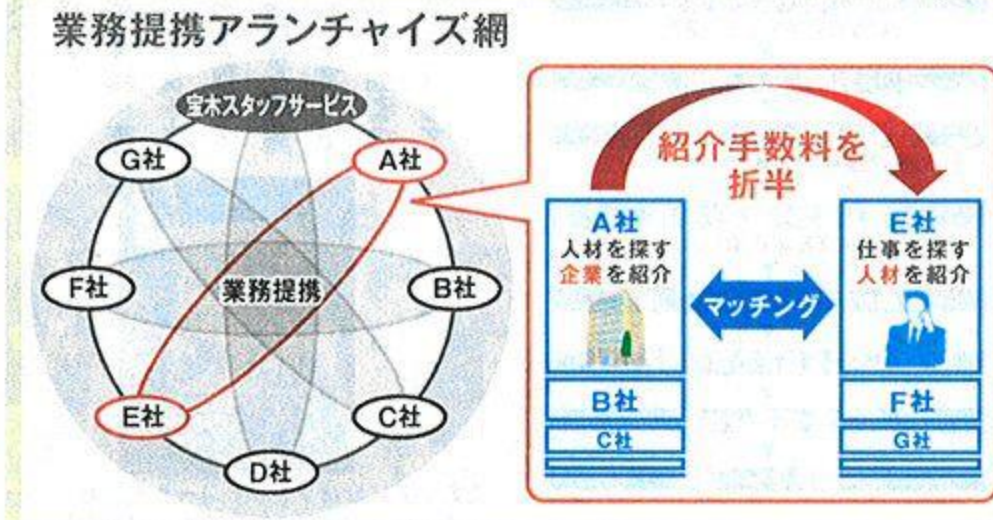 業務提携アランチャイズ網
宝木スタッフサービス
G社
A社
F社
業務提携
B社
E社
C社
D社
紹介手数料を
折半
A社
人材を探す
企業を紹介
マッチング
E社
仕事を探す
人材を紹介
B社
C社
F社
G社